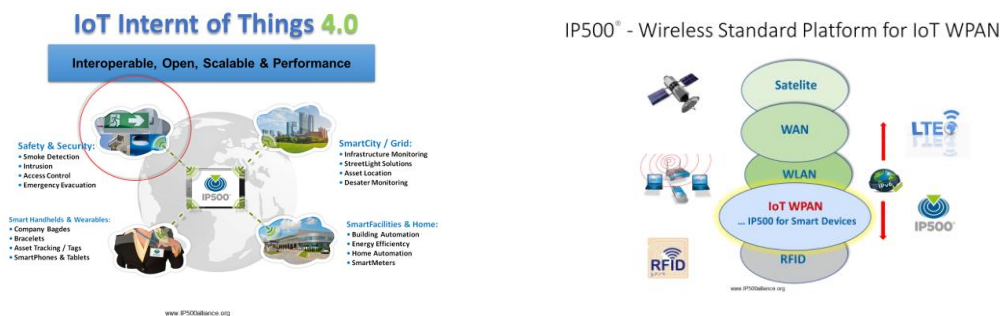 IoT Internt of Things 4.0
Interoperable, Open, Scalable & Performance
Safety & Security:
• Smoke Detection
• Intrusion
• Access Control
• Emergency Evacuation
SmartCity / Grid:
• Infrastructure Monitoring
• StreetLight Solutions
• Asset Location
• Desater Monitoring
IP500
Smart Handhelds & Wearables:
• Company Bagdes
• Bracelets
• Asset Tracking / Tags
• SmartPhones & Tablets
SmartFacilities & Home:
• Building Automation
• Energy Efficienty
• Home Automation
• SmartMeters
www.IP500alliance.org
IP500® - Wireless Standard Platform for IoT WPAN
Satelite
WAN
LTE
WLAN
IPv6
IoT WPAN
... IP500 for Smart Devices
IP500
RFID
RFID
www.IP500alliance.org